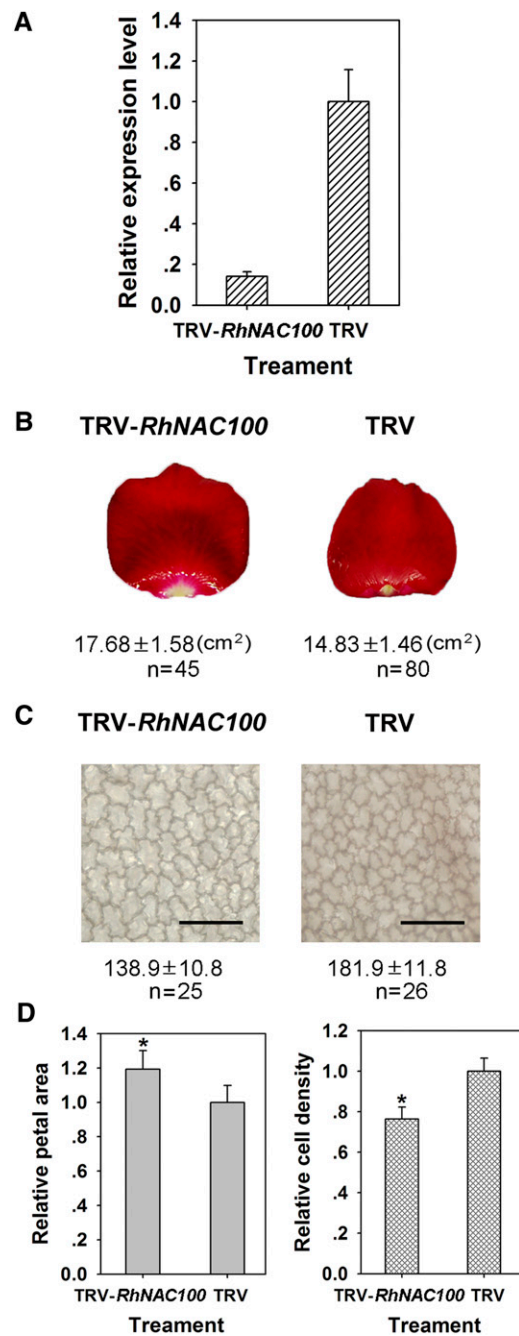 A
Relative expression level
1.4
1.2
1.0
.8
.6
.4
.2
0.0
TRV-RhNAC100 TRV
Treament
B
TRV-RhNAC100 TRV
17.68±1.58(cm²) 14.83±1.46(cm²)
n=45 n=80
C
TRV-RhNAC100 TRV
138.9±10.8 181.9±11.8
n=25 n=26
D
Relative petal area
1.4
1.2
1.0
.8
.6
.4
.2
0.0
*
TRV-RhNAC100 TRV
Treament
Relative cell density
1.2
1.0
.8
.6
.4
.2
0.0
*
TRV-RhNAC100 TRV
Treament